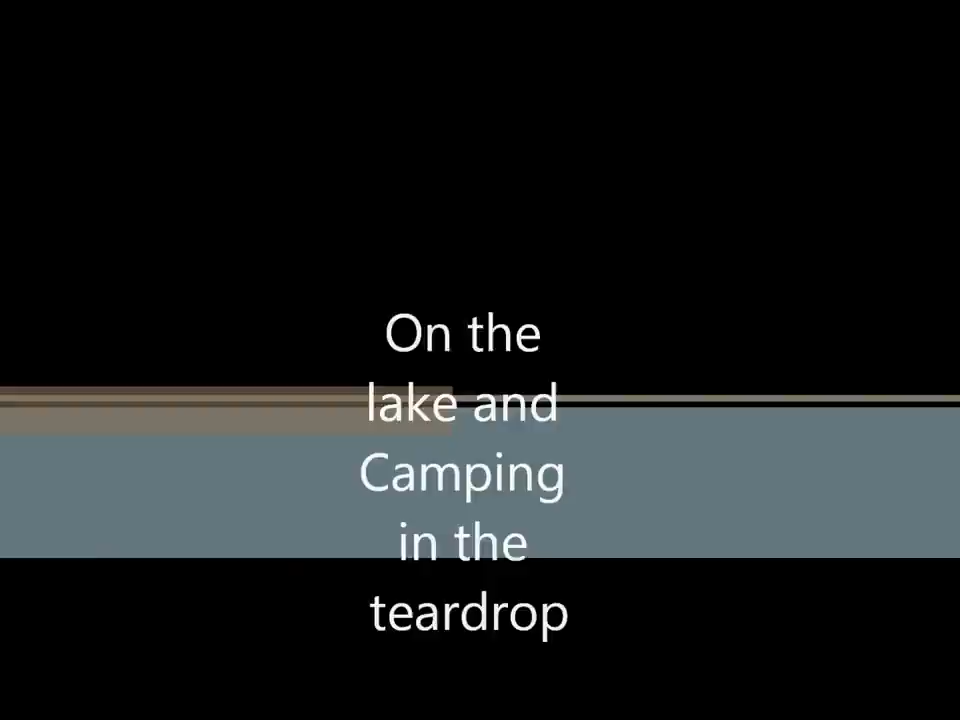 On the
lake and
Camping
in the
teardrop